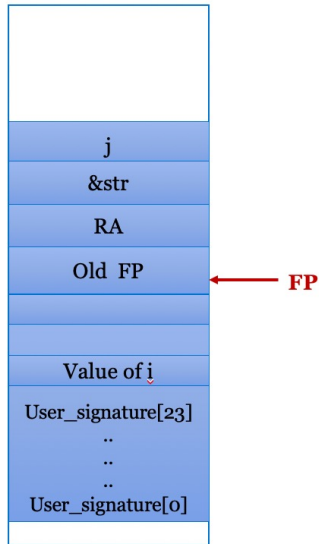 j
&str
RA
Old FP
FP
Value of i
User_signature[23]
..
..
..
User_signature[0]